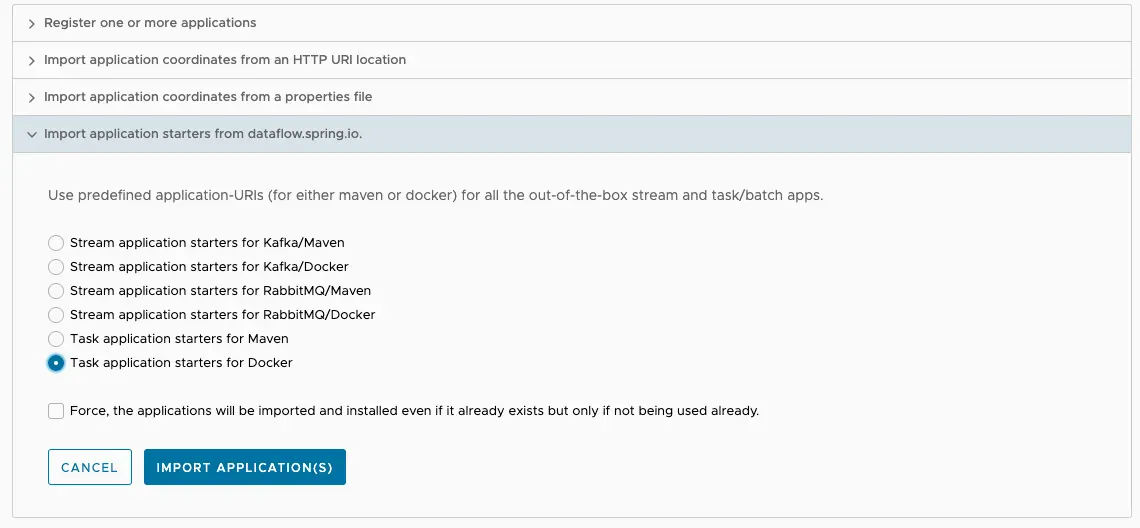 Register one or more applications
Import application coordinates from an HTTP URI location
Import application coordinates from a properties file
Import application starters from dataflow.spring.io.
Use predefined application-URIs (for either maven or docker) for all the out-of-the-box stream and task/batch apps.
Stream application starters for Kafka/Maven
Stream application starters for Kafka/Docker
Stream application starters for RabbitMQ/Maven
Stream application starters for RabbitMQ/Docker
Task application starters for Maven
Task application starters for Docker
Force, the applications will be imported and installed even if it already exists but only if not being used already.
CANCEL IMPORT APPLICATION(S)